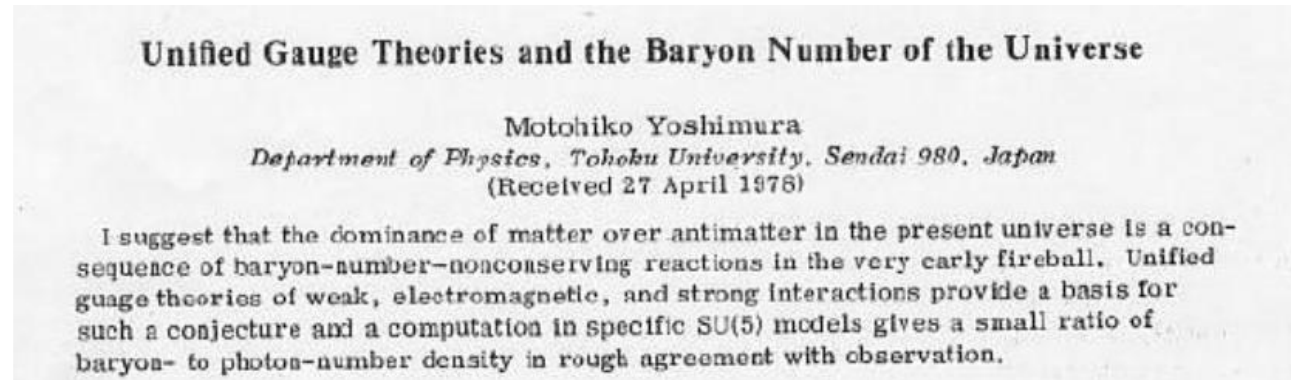 Unified Gauge Theories and the Baryon Number of the Universe
Motohiko Yoshimura
Department of Physics, Tohoku University, Sendai 980, Japan
(Received 27 April 1978)
I suggest that the dominance of matter over antimatter in the present universe is a con-
sequence of baryon-number-nonconserving reactions in the very early fireball. Unified
guage theories of weak, electromagnetic, and strong interactions provide a basis for
such a conjecture and a computation in specific SU(5) models gives a small ratio of
baryon- to photon-number density in rough agreement with observation.